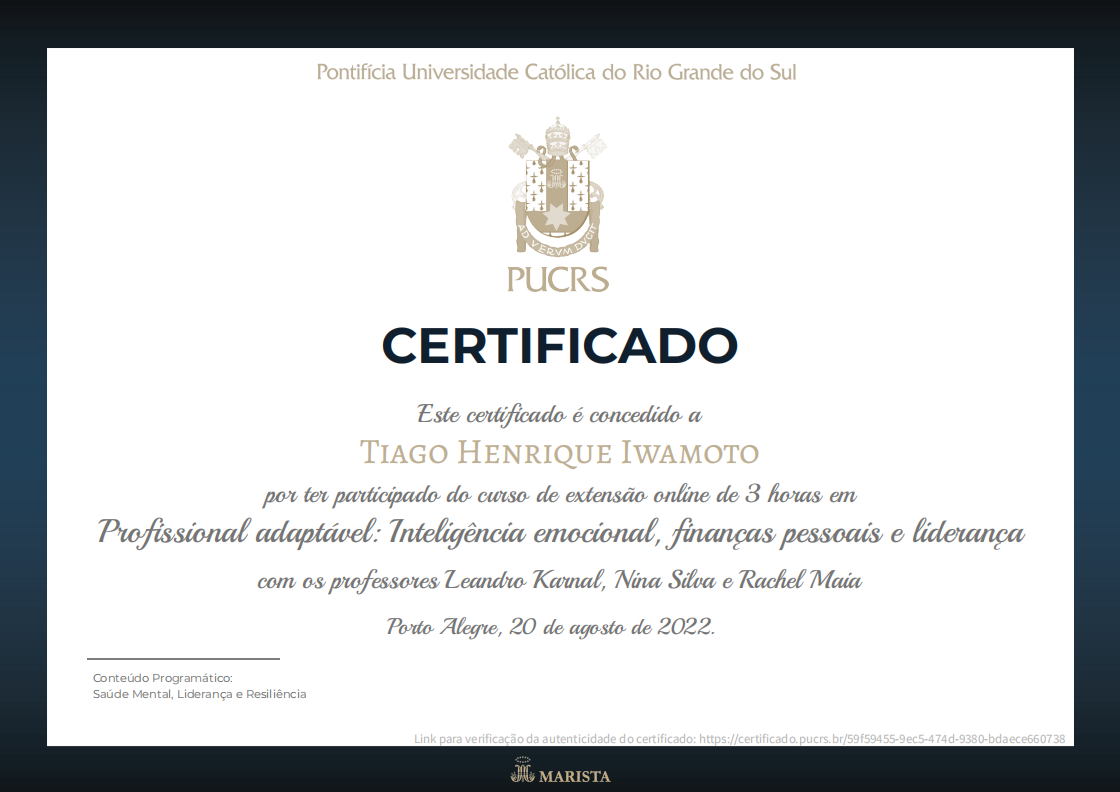 Pontifícia Universidade Católica do Rio Grande do Sul
AD VERVM DVCIT
PUCRS
CERTIFICADO
Este certificado é concedido a
Tiago Henrique Iwamoto
por ter participado do curso de extensão online de 3 horas em
Profissional adaptável: Inteligência emocional, finanças pessoais e liderança
com os professores Leandro Karnal, Nina Silva e Rachel Maia
Porto Alegre, 20 de agosto de 2022.
Conteúdo Programático:
Saúde Mental, Liderança e Resiliência
Link para verificação da autenticidade do certificado: https://certificado.pucrs.br/59f59455-9ec5-474d-9380-bdaece660738
MARISTA